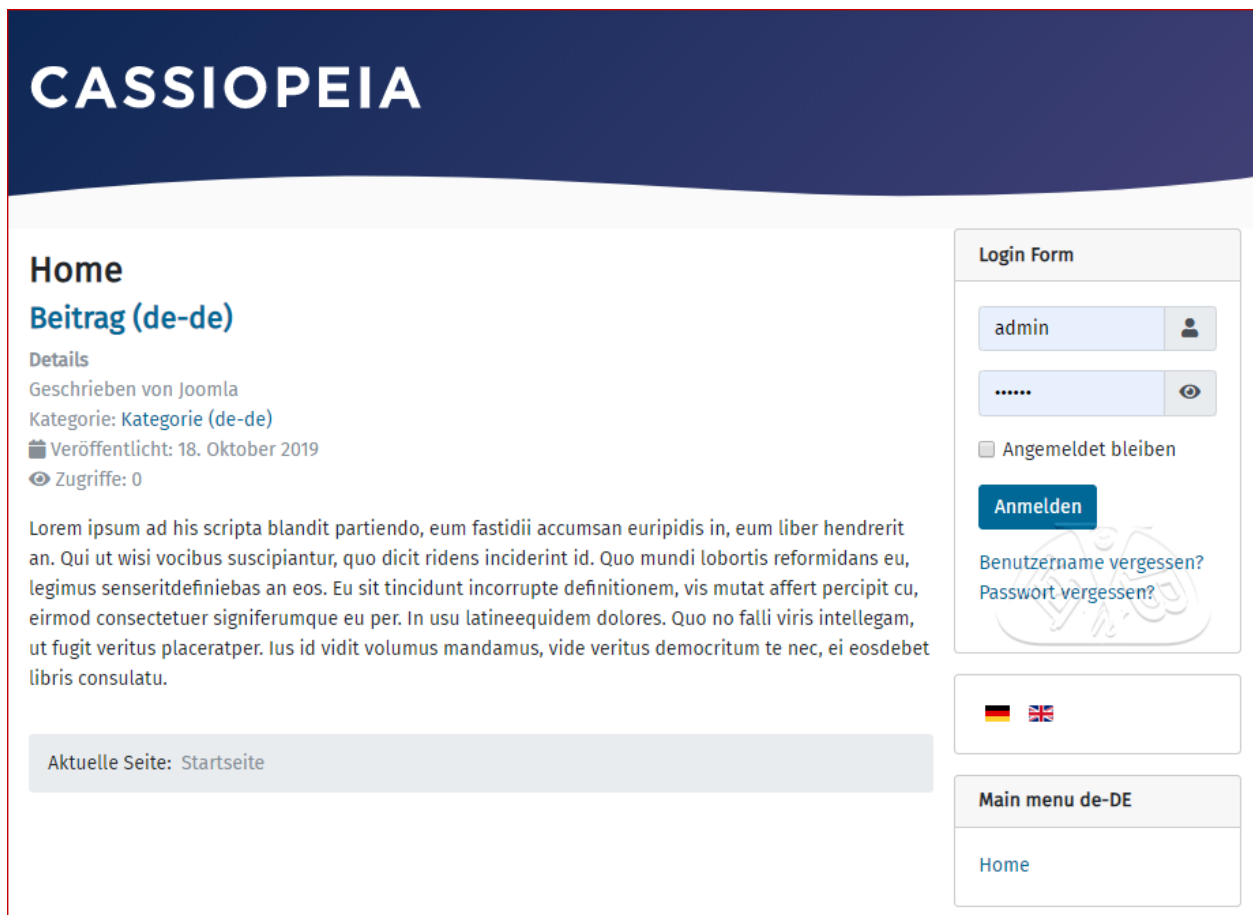 CASSIOPEIA
Home
Beitrag (de-de)
Details
Geschrieben von Joomla
Kategorie: Kategorie (de-de)
Veröffentlicht: 18. Oktober 2019
Zugriffe: 0
Lorem ipsum ad his scripta blandit partiendo, eum fastidii accumsan euripidis in, eum liber hendrerit
an. Qui ut wisi vocibus suscipiantur, quo dicit ridens inciderint id. Quo mundi lobortis reformidans eu,
legimus senseritdefiniebas an eos. Eu sit tincidunt incorrupte definitionem, vis mutat affert percipit cu,
eirmod consectetuer signiferumque eu per. In usu latineequidem dolores. Quo no falli viris intellegam,
ut fugit veritus placeratper. Ius id vidit volumus mandamus, vide veritus democritum te nec, ei eosdebet
libris consulatu.
Aktuelle Seite: Startseite
Login Form
admin
••••••
Angemeldet bleiben
Anmelden
Benutzername vergessen?
Passwort vergessen?
Main menu de-DE
Home